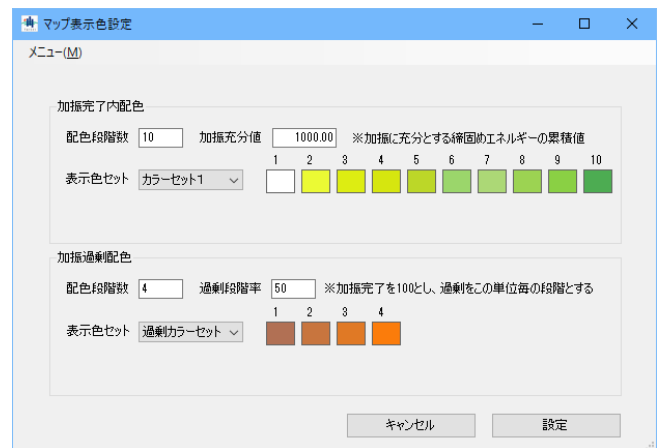 マップ表示色設定
メニュー(M)
加振完了内配色
配色段階数 10 加振充分値 1000.00 ※加振に充分とする締固めエネルギーの累積値
1 2 3 4 5 6 7 8 9 10
表示色セット カラーセット1
加振過剰配色
配色段階数 4 過剰段階率 50 ※加振完了を100とし、過剰をこの単位毎の段階とする
1 2 3 4
表示色セット 過剰カラーセット
キャンセル 設定